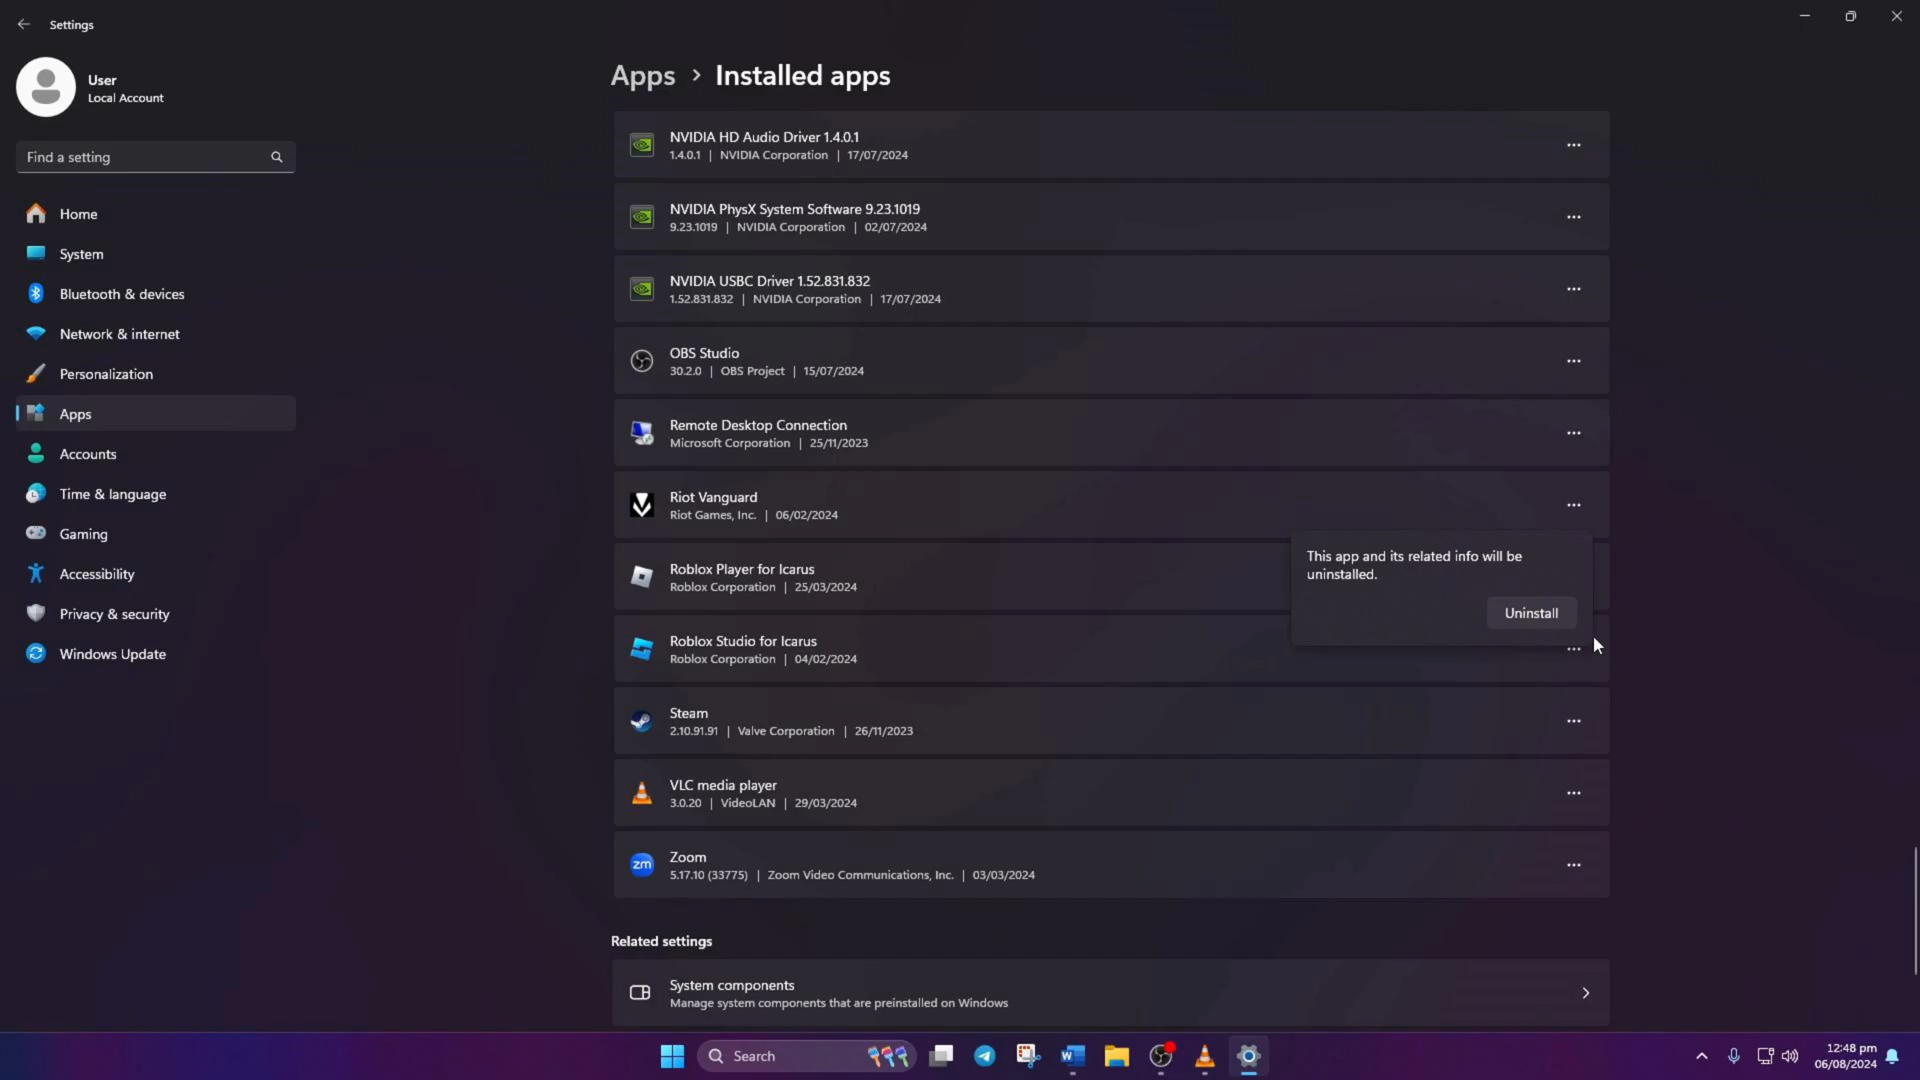 Settings
User
Local Account
Find a setting
Home
System
Bluetooth & devices
Network & internet
Personalization
Apps
Accounts
Time & language
Gaming
Accessibility
Privacy & security
Windows Update
Apps > Installed apps
NVIDIA HD Audio Driver 1.4.0.1
1.4.0.1 | NVIDIA Corporation | 17/07/2024
NVIDIA PhysX System Software 9.23.1019
9.23.1019 | NVIDIA Corporation | 02/07/2024
NVIDIA USBC Driver 1.52.831.832
1.52.831.832 | NVIDIA Corporation | 17/07/2024
OBS Studio
30.2.0 | OBS Project | 15/07/2024
Remote Desktop Connection
Microsoft Corporation | 25/11/2023
Riot Vanguard
Riot Games, Inc. | 06/02/2024
This app and its related info will be
uninstalled.
Uninstall
Roblox Player for Icarus
Roblox Corporation | 25/03/2024
Roblox Studio for Icarus
Roblox Corporation | 04/02/2024
Steam
2.10.91.91 | Valve Corporation | 26/11/2023
VLC media player
3.0.20 | VideoLAN | 29/03/2024
zm
Zoom
5.17.10 (33775) | Zoom Video Communications, Inc. | 03/03/2024
Related settings
System components
Manage system components that are preinstalled on Windows
Search
12:48 pm
06/08/2024